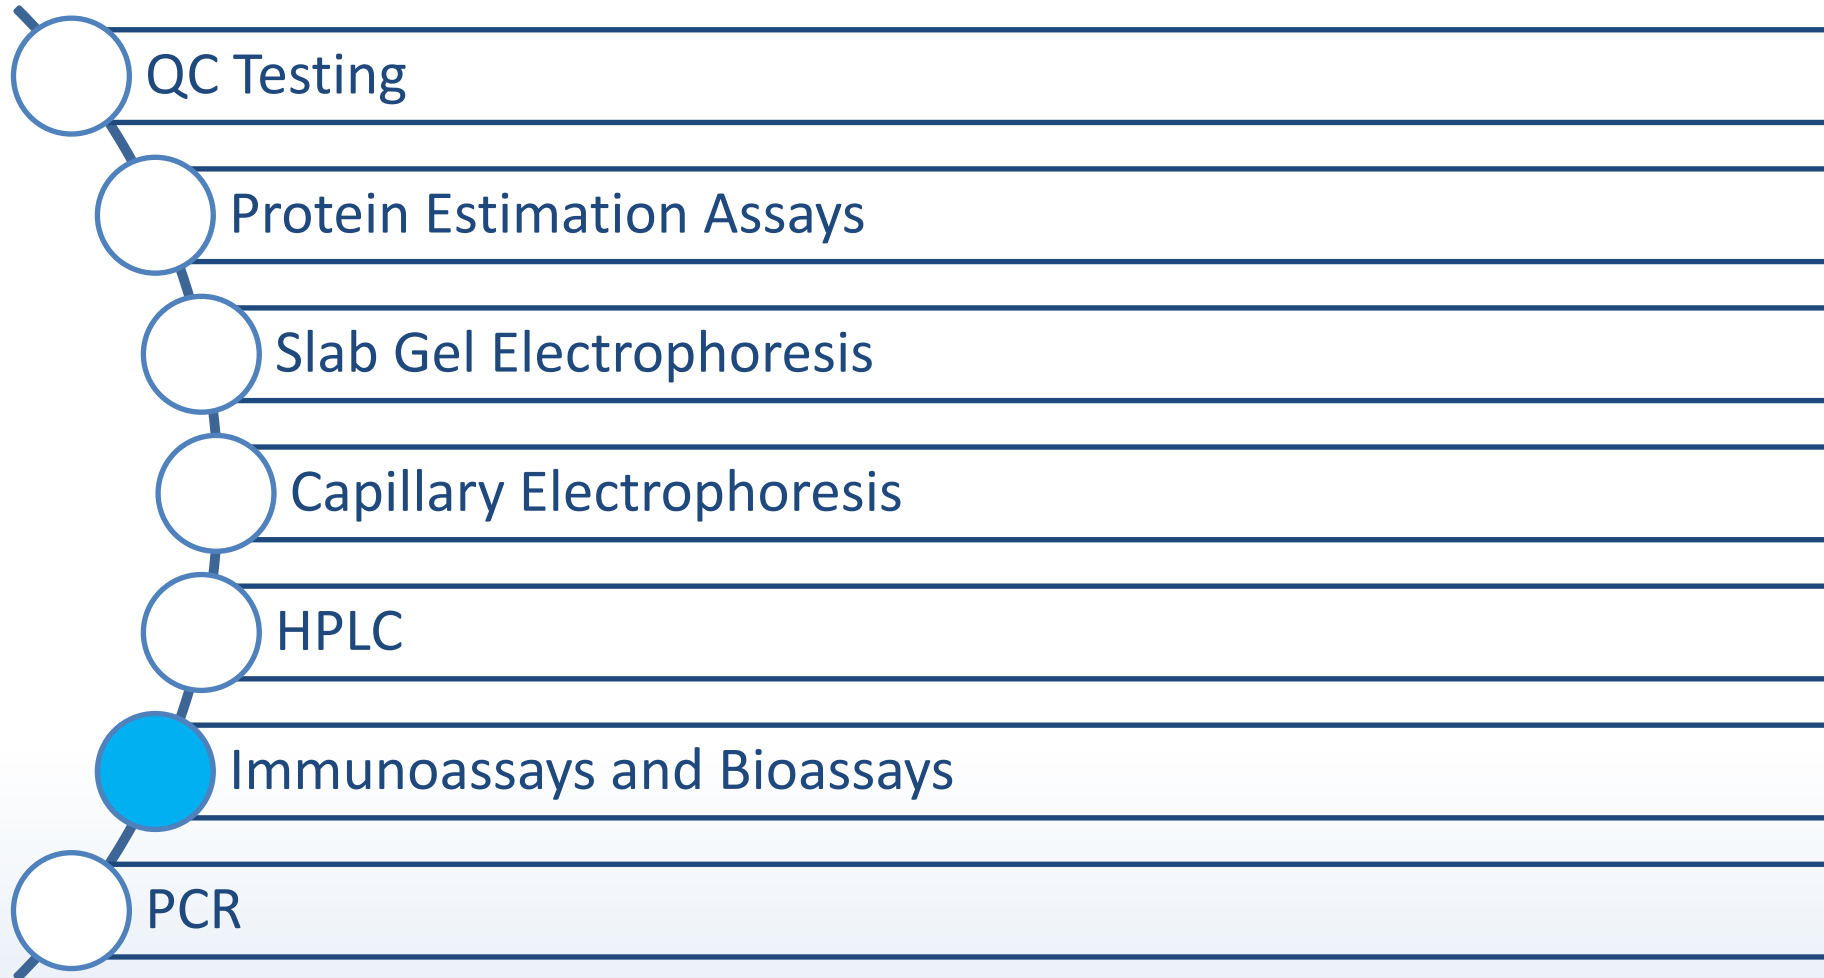 QC Testing
Protein Estimation Assays
Slab Gel Electrophoresis
Capillary Electrophoresis
HPLC
Immunoassays and Bioassays
PCR